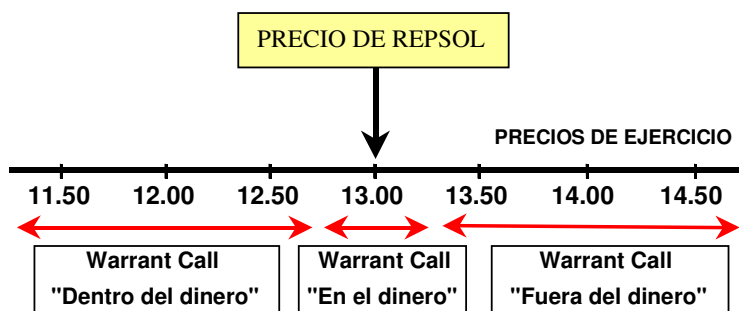 PRECIO DE REPSOL
PRECIOS DE EJERCICIO
11.50 12.00 12.50 13.00 13.50 14.00 14.50
Warrant Call Warrant Call Warrant Call
"Dentro del dinero" "En el dinero" "Fuera del dinero"